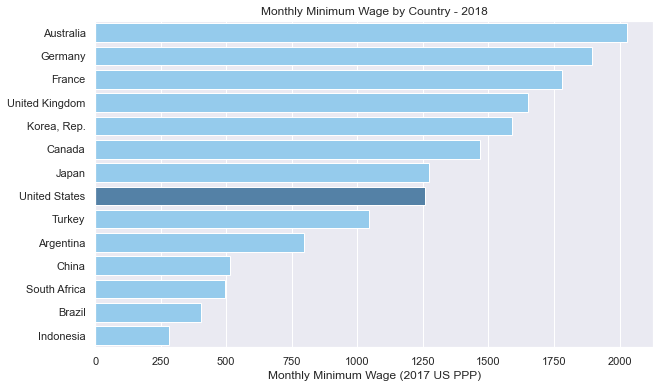 Monthly Minimum Wage by Country - 2018
Australia
Germany
France
United Kingdom
Korea, Rep.
Canada
Japan
United States
Turkey
Argentina
China
South Africa
Brazil
Indonesia
0 250 500 750 1000 1250 1500 1750 2000
Monthly Minimum Wage (2017 US PPP)